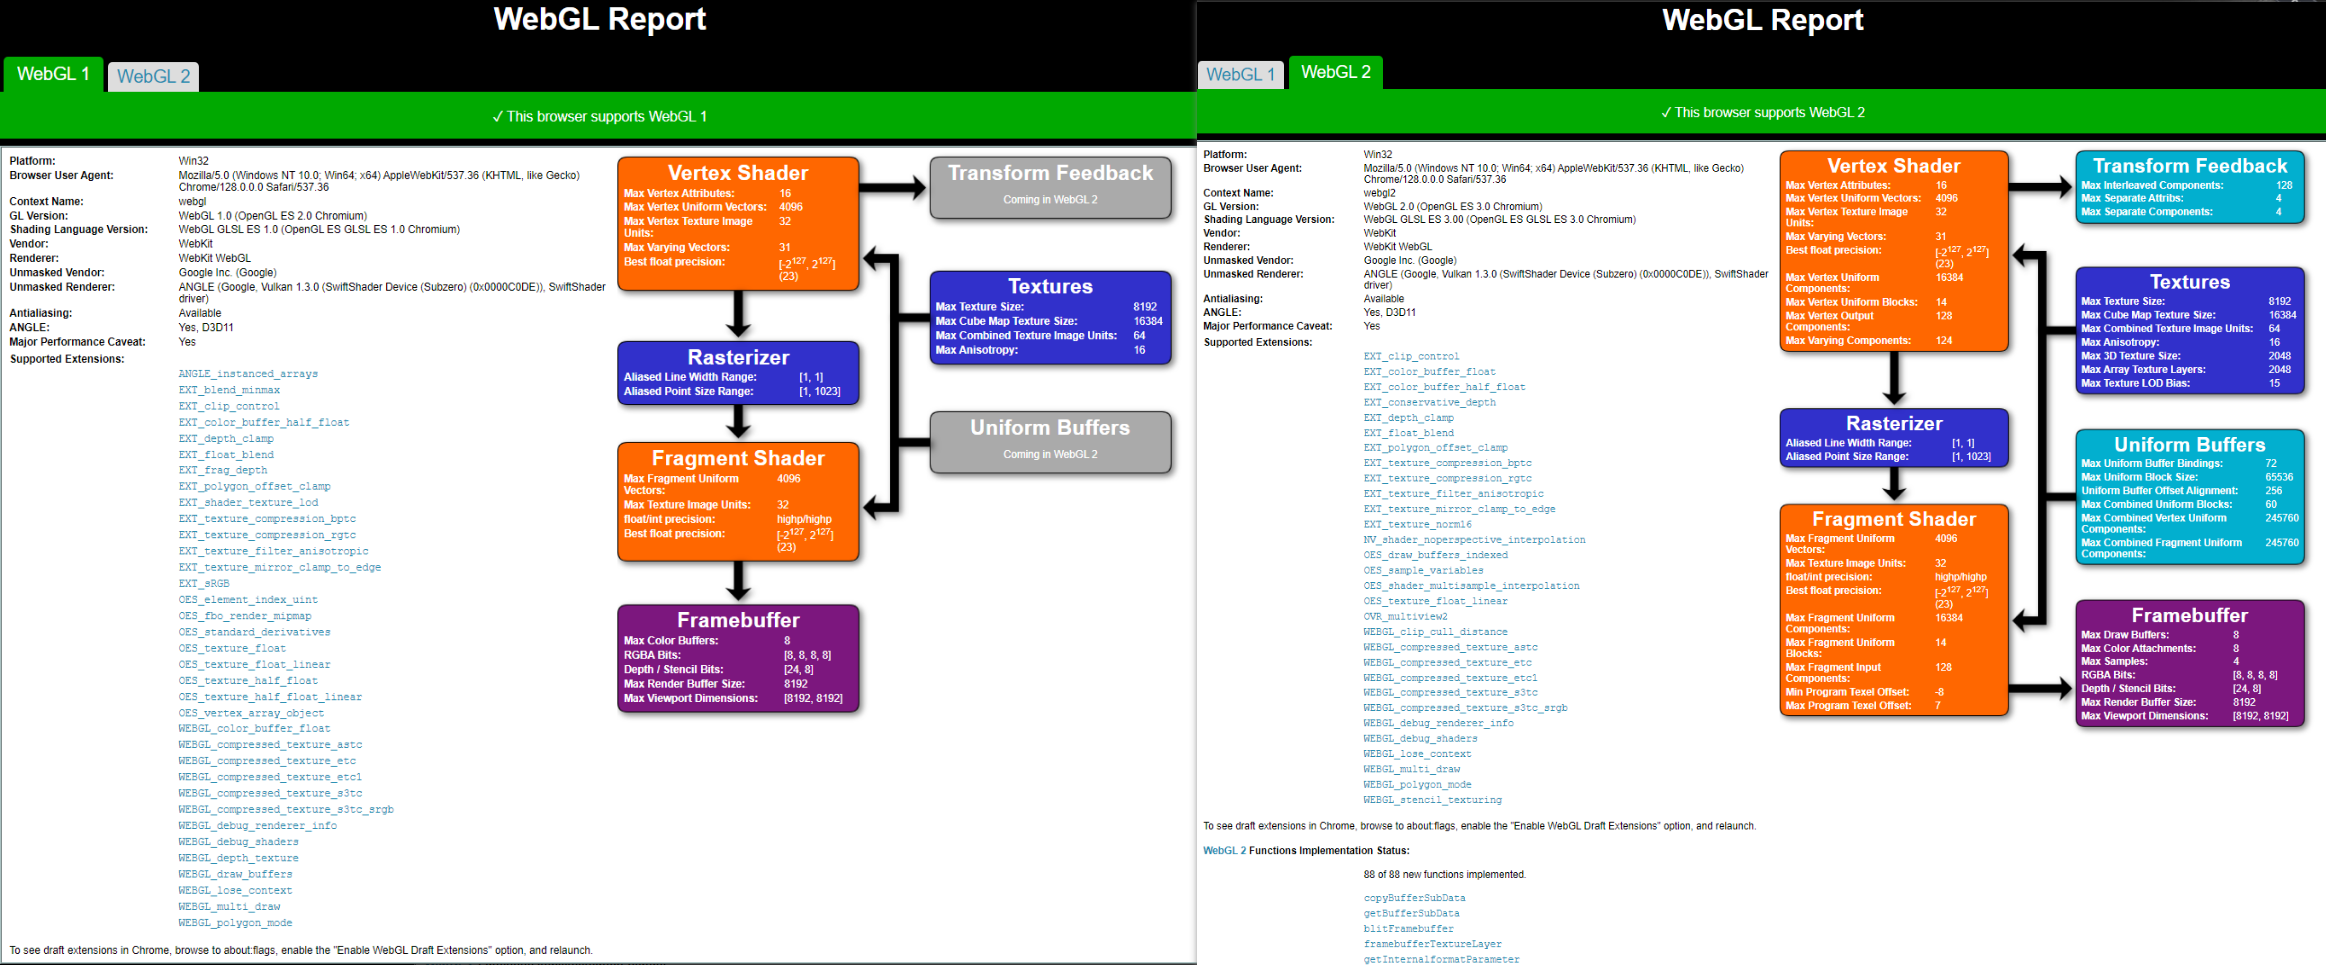 WebGL Report
WebGL 1
WebGL 2
✓ This browser supports WebGL 1
Platform: Win32
Browser User Agent: Mozilla/5.0 (Windows NT 10.0; Win64; x64) AppleWebKit/537.36 (KHTML, like Gecko)
Chrome/128.0.0.0 Safari/537.36
Context Name: webgl
GL Version: WebGL 1.0 (OpenGL ES 2.0 Chromium)
Shading Language Version: WebGL GLSL ES 1.0 (OpenGL ES GLSL ES 1.0 Chromium)
Vendor: WebKit
Renderer: WebKit WebGL
Unmasked Vendor: Google Inc. (Google)
Unmasked Renderer: ANGLE (Google, Vulkan 1.3.0 (SwiftShader Device (Subzero) (0x0000C0DE)), SwiftShader
driver)
Antialiasing: Available
ANGLE: Yes, D3D11
Major Performance Caveat: Yes
Supported Extensions:
ANGLE_instanced_arrays
EXT_blend_minmax
EXT_clip_control
EXT_color_buffer_half_float
EXT_depth_clamp
EXT_float_blend
EXT_frag_depth
EXT_polygon_offset_clamp
EXT_shader_texture_lod
EXT_texture_compression_bptc
EXT_texture_compression_rgtc
EXT_texture_filter_anisotropic
EXT_texture_mirror_clamp_to_edge
EXT_sRGB
OES_element_index_uint
OES_fbo_render_mipmap
OES_standard_derivatives
OES_texture_float
OES_texture_float_linear
OES_texture_half_float
OES_texture_half_float_linear
OES_vertex_array_object
WEBGL_color_buffer_float
WEBGL_compressed_texture_astc
WEBGL_compressed_texture_etc
WEBGL_compressed_texture_etc1
WEBGL_compressed_texture_s3tc
WEBGL_compressed_texture_s3tc_srgb
WEBGL_debug_renderer_info
WEBGL_debug_shaders
WEBGL_depth_texture
WEBGL_draw_buffers
WEBGL_lose_context
WEBGL_multi_draw
WEBGL_polygon_mode
To see draft extensions in Chrome, browse to about:flags, enable the "Enable WebGL Draft Extensions" option, and relaunch.
Vertex Shader
Max Vertex Attributes: 16
Max Vertex Uniform Vectors: 4096
Max Vertex Texture Image 32
Units:
Max Varying Vectors: 31
Best float precision: [-2^127, 2^127]
(23)
Rasterizer
Aliased Line Width Range: [1, 1]
Aliased Point Size Range: [1, 1023]
Fragment Shader
Max Fragment Uniform 4096
Vectors:
Max Texture Image Units: 32
float/int precision: highp/highp
Best float precision: [-2^127, 2^127]
(23)
Framebuffer
Max Color Buffers: 8
RGBA Bits: [8, 8, 8, 8]
Depth / Stencil Bits: [24, 8]
Max Render Buffer Size: 8192
Max Viewport Dimensions: [8192, 8192]
Transform Feedback
Coming in WebGL 2
Textures
Max Texture Size: 8192
Max Cube Map Texture Size: 16384
Max Combined Texture Image Units: 64
Max Anisotropy: 16
Uniform Buffers
Coming in WebGL 2
WebGL Report
WebGL 1
WebGL 2
✓ This browser supports WebGL 2
Platform: Win32
Browser User Agent: Mozilla/5.0 (Windows NT 10.0; Win64; x64) AppleWebKit/537.36 (KHTML, like Gecko)
Chrome/128.0.0.0 Safari/537.36
Context Name: webgl2
GL Version: WebGL 2.0 (OpenGL ES 3.0 Chromium)
Shading Language Version: WebGL GLSL ES 3.00 (OpenGL ES GLSL ES 3.0 Chromium)
Vendor: WebKit
Renderer: WebKit WebGL
Unmasked Vendor: Google Inc. (Google)
Unmasked Renderer: ANGLE (Google, Vulkan 1.3.0 (SwiftShader Device (Subzero) (0x0000C0DE)), SwiftShader
driver)
Antialiasing: Available
ANGLE: Yes, D3D11
Major Performance Caveat: Yes
Supported Extensions:
EXT_clip_control
EXT_color_buffer_float
EXT_color_buffer_half_float
EXT_conservative_depth
EXT_depth_clamp
EXT_float_blend
EXT_polygon_offset_clamp
EXT_texture_compression_bptc
EXT_texture_compression_rgtc
EXT_texture_filter_anisotropic
EXT_texture_mirror_clamp_to_edge
EXT_texture_norm16
NV_shader_noperspective_interpolation
OES_draw_buffers_indexed
OES_sample_variables
OES_shader_multisample_interpolation
OES_texture_float_linear
OVR_multiview2
WEBGL_clip_cull_distance
WEBGL_compressed_texture_astc
WEBGL_compressed_texture_etc
WEBGL_compressed_texture_etc1
WEBGL_compressed_texture_s3tc
WEBGL_compressed_texture_s3tc_srgb
WEBGL_debug_renderer_info
WEBGL_debug_shaders
WEBGL_lose_context
WEBGL_multi_draw
WEBGL_polygon_mode
WEBGL_stencil_texturing
To see draft extensions in Chrome, browse to about:flags, enable the "Enable WebGL Draft Extensions" option, and relaunch.
WebGL 2 Functions Implementation Status:
88 of 88 new functions implemented.
copyBufferSubData
getBufferSubData
blitFramebuffer
framebufferTextureLayer
getInternalformatParameter
Vertex Shader
Max Vertex Attributes: 16
Max Vertex Uniform Vectors: 4096
Max Vertex Texture Image 32
Units:
Max Varying Vectors: 31
Best float precision: [-2^127, 2^127]
(23)
Max Vertex Uniform 16384
Components:
Max Vertex Uniform Blocks: 14
Max Vertex Output 128
Components:
Max Varying Components: 124
Rasterizer
Aliased Line Width Range: [1, 1]
Aliased Point Size Range: [1, 1023]
Fragment Shader
Max Fragment Uniform 4096
Vectors:
Max Texture Image Units: 32
float/int precision: highp/highp
Best float precision: [-2^127, 2^127]
(23)
Max Fragment Uniform 16384
Components:
Max Fragment Uniform 14
Blocks:
Max Fragment Input 128
Components:
Min Program Texel Offset: -8
Max Program Texel Offset: 7
Transform Feedback
Max Interleaved Components: 128
Max Separate Attribs: 4
Max Separate Components: 4
Textures
Max Texture Size: 8192
Max Cube Map Texture Size: 16384
Max Combined Texture Image Units: 64
Max Anisotropy: 16
Max 3D Texture Size: 2048
Max Array Texture Layers: 2048
Max Texture LOD Bias: 15
Uniform Buffers
Max Uniform Buffer Bindings: 72
Max Uniform Block Size: 65536
Uniform Buffer Offset Alignment: 256
Max Combined Uniform Blocks: 60
Max Combined Vertex Uniform 245760
Components:
Max Combined Fragment Uniform 245760
Components:
Framebuffer
Max Draw Buffers: 8
Max Color Attachments: 8
Max Samples: 4
RGBA Bits: [8, 8, 8, 8]
Depth / Stencil Bits: [24, 8]
Max Render Buffer Size: 8192
Max Viewport Dimensions: [8192, 8192]